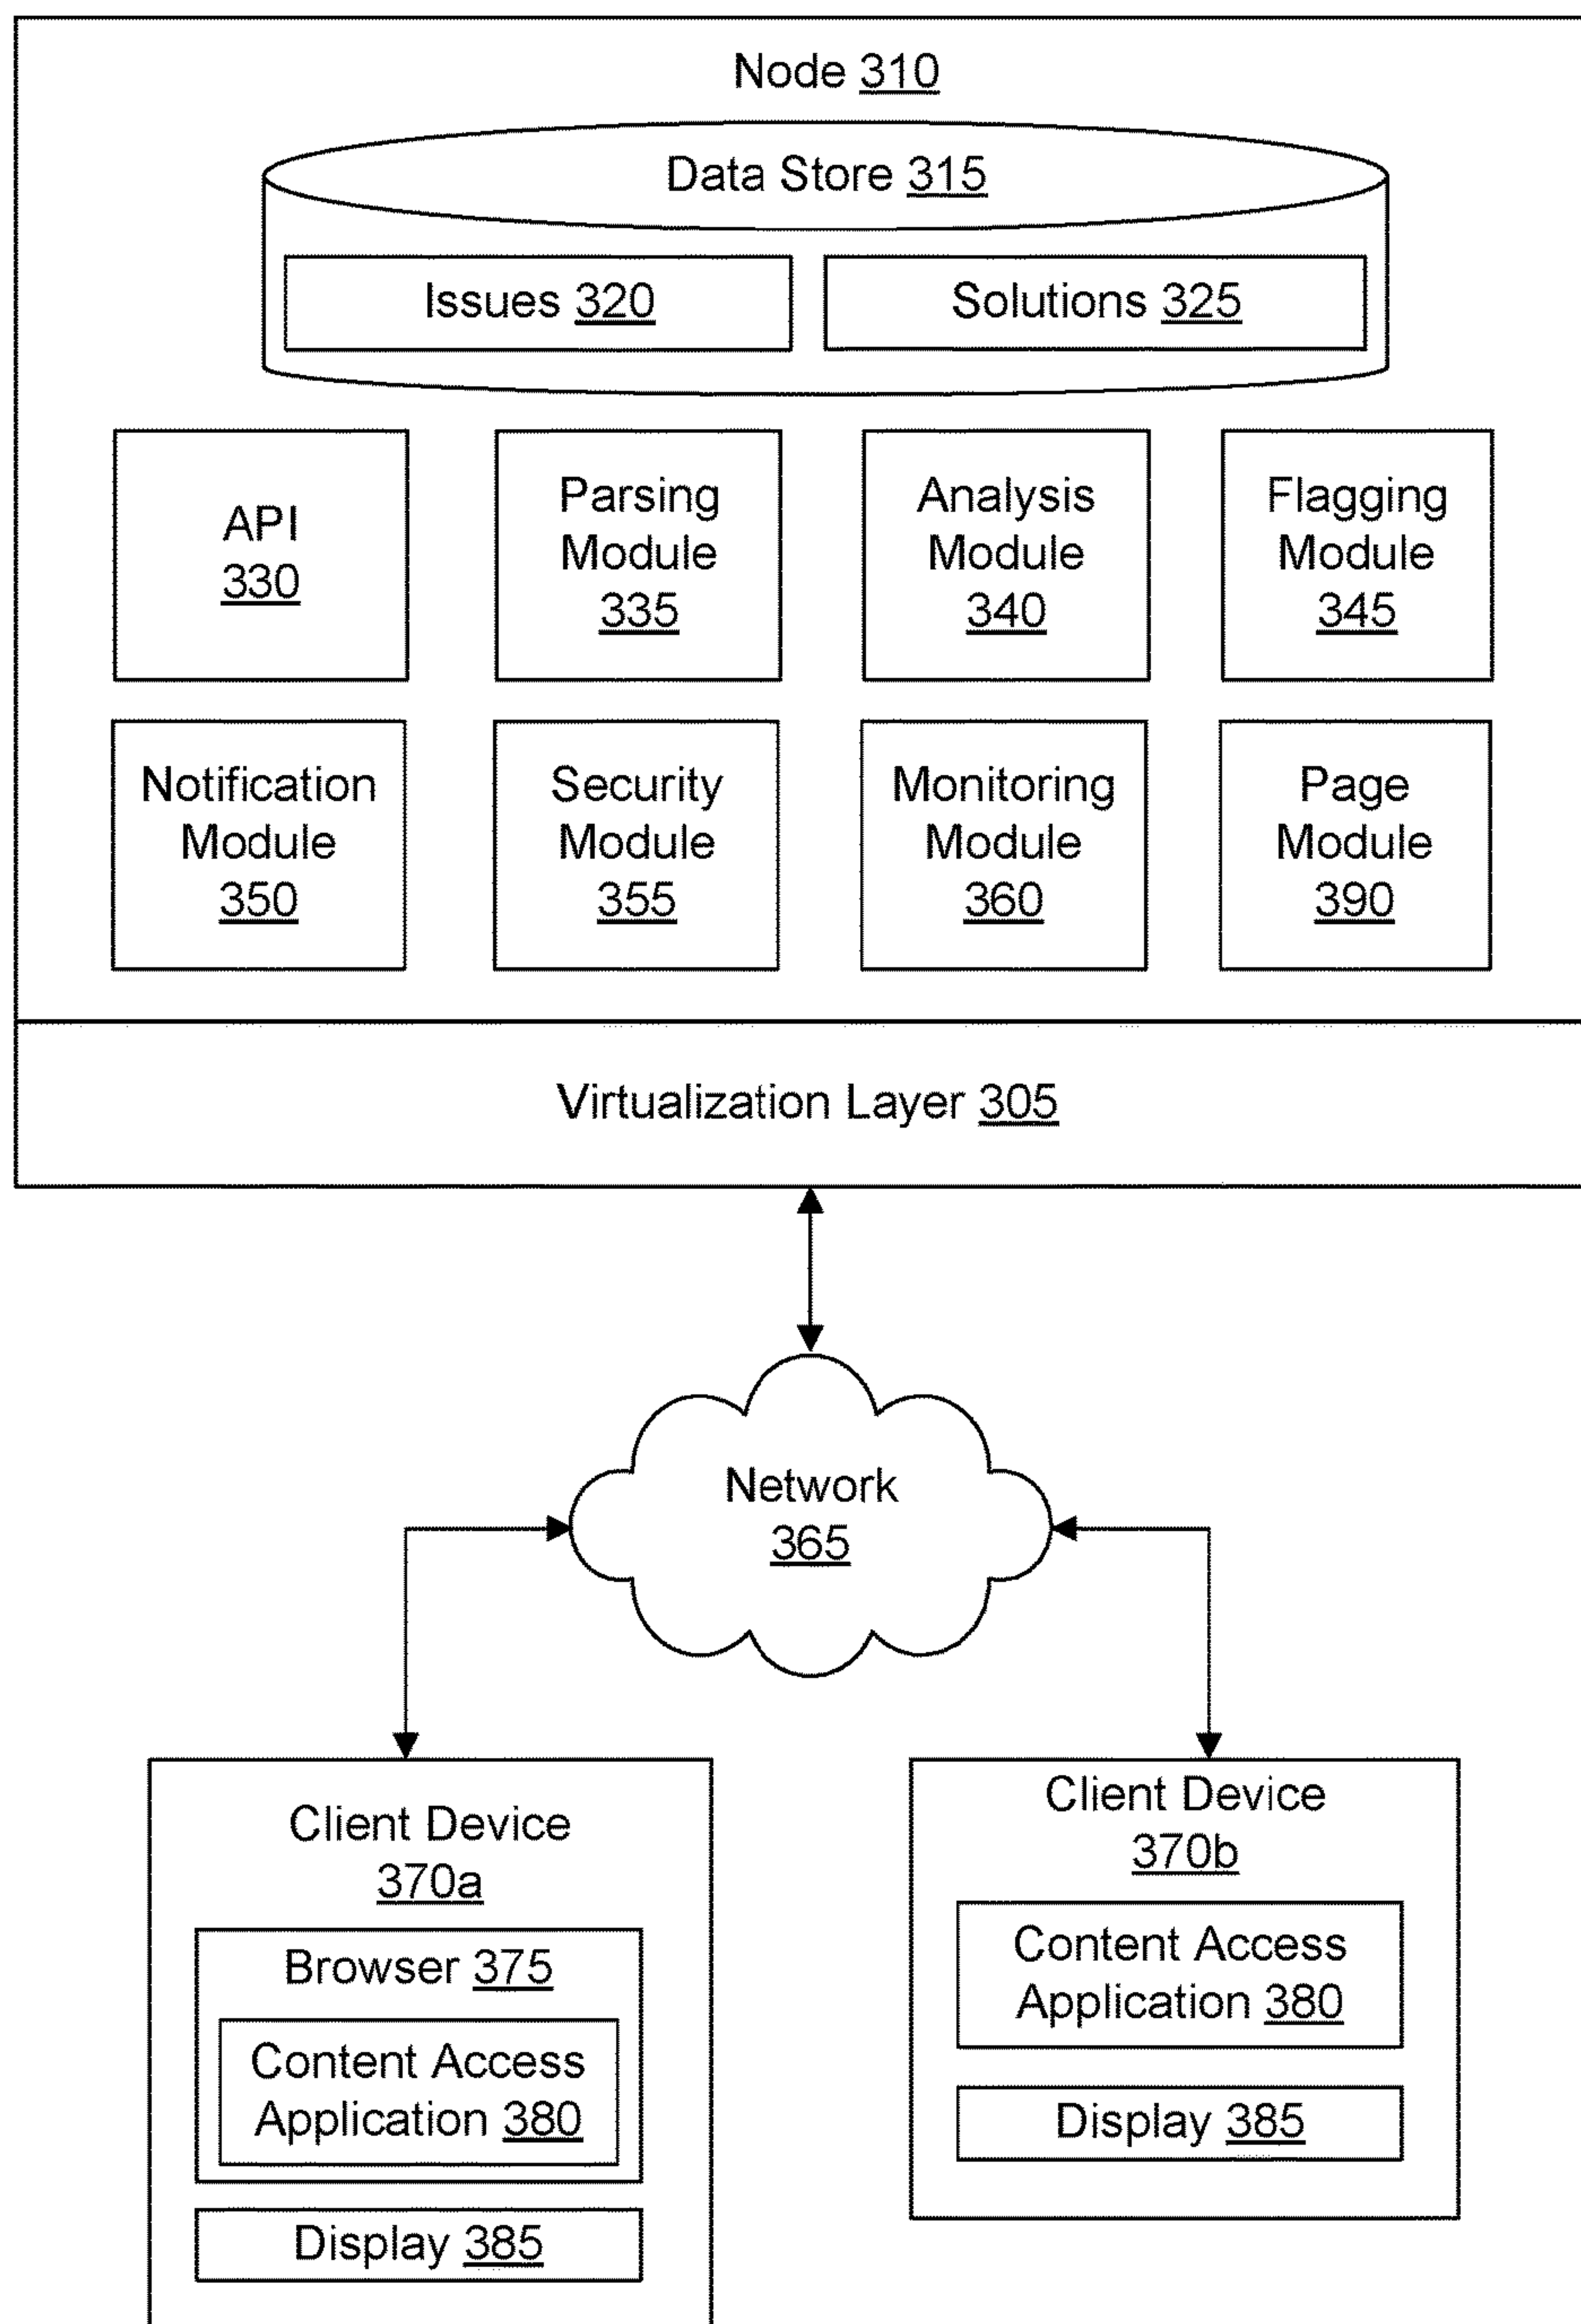 Node 310
Data Store 315
Issues 320
Solutions 325
API
330
Parsing
Module
335
Analysis
Module
340
Flagging
Module
345
Notification
Module
350
Security
Module
355
Monitoring
Module
360
Page
Module
390
Virtualization Layer 305
Network
365
Client Device
370a
Browser 375
Content Access
Application 380
Display 385
Client Device
370b
Content Access
Application 380
Display 385